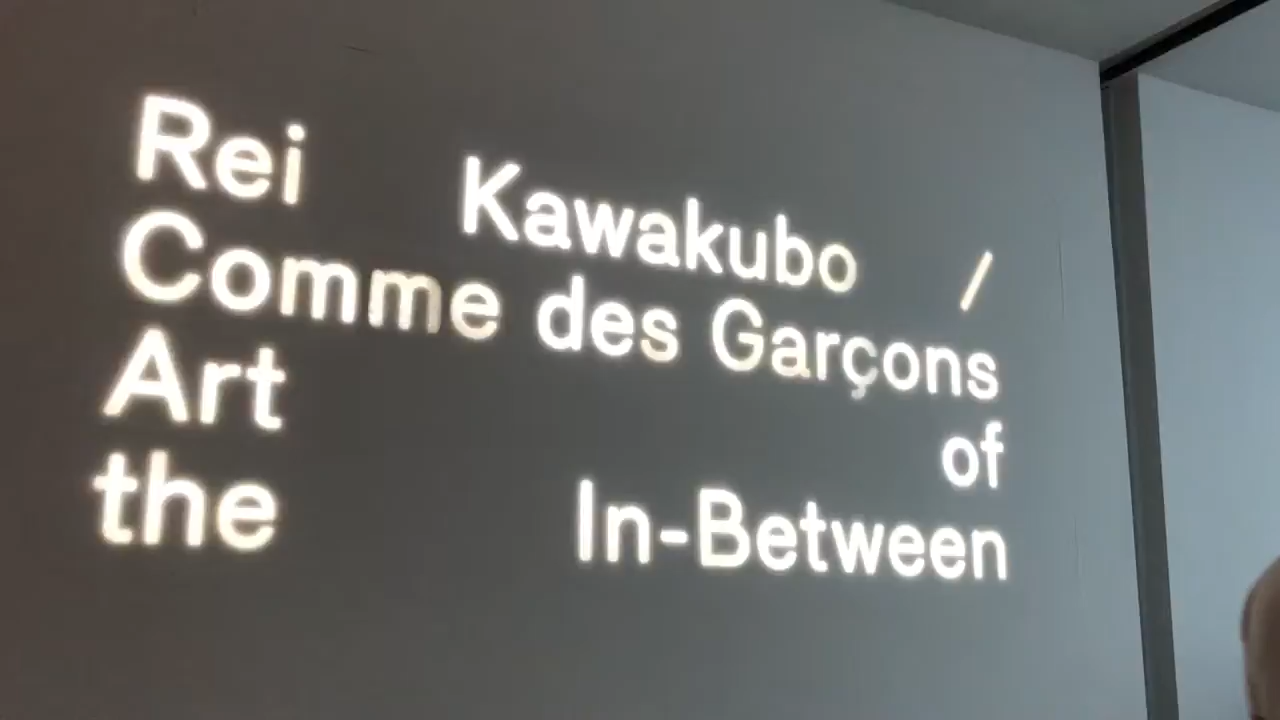 Rei Kawakubo /
Comme des Garçons
Art of
the In-Between